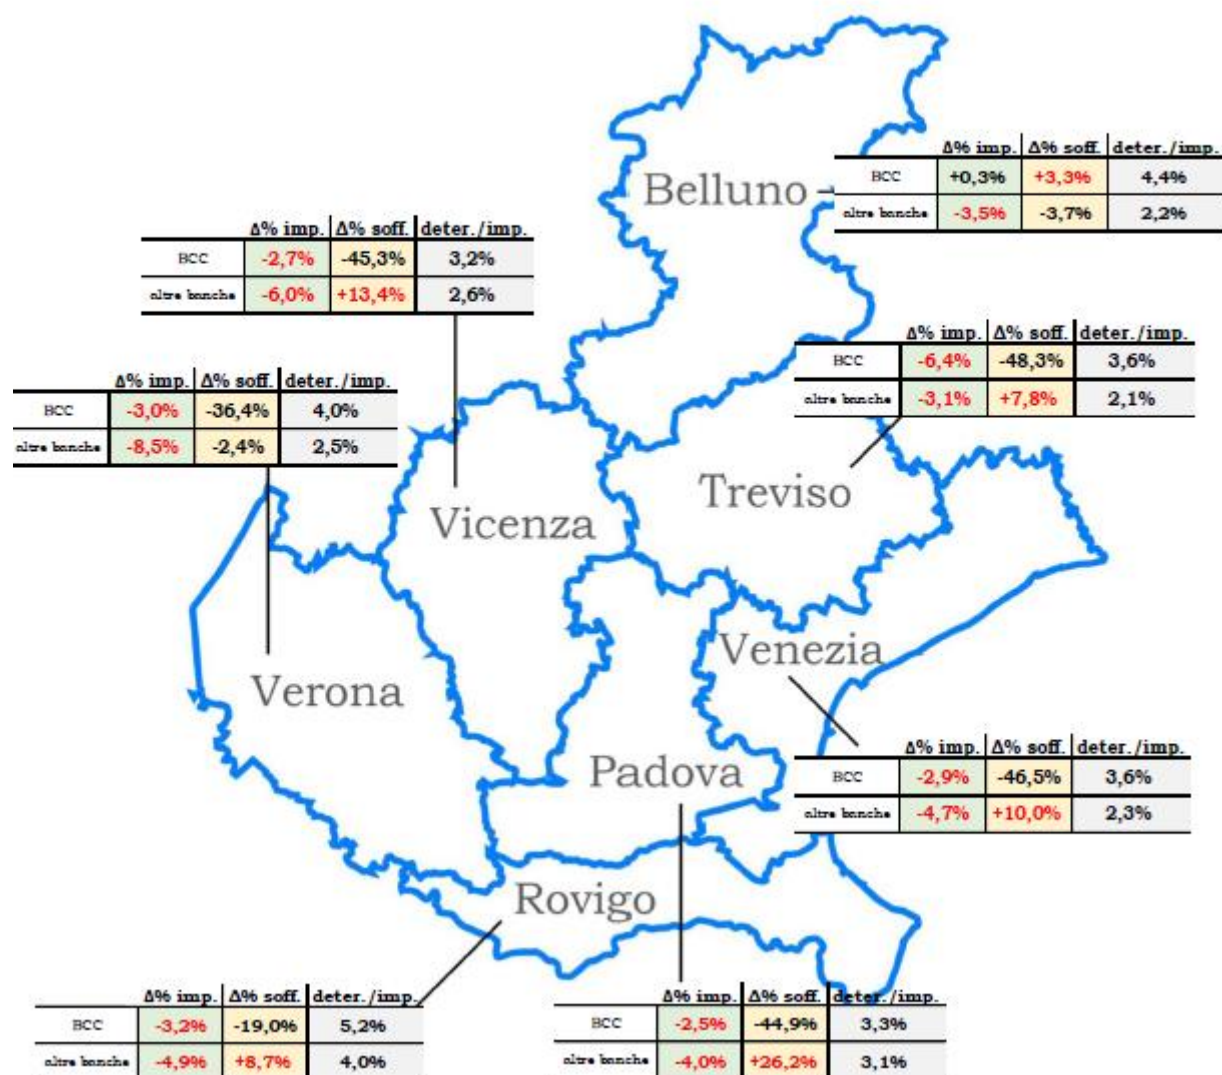 Δ% imp. Δ% soff. deter./imp.
BCC +0,3% +3,3% 4,4%
altre banche -3,5% -3,7% 2,2%
Belluno
Δ% imp. Δ% soff. deter./imp.
BCC -2,7% -45,3% 3,2%
altre banche -6,0% +13,4% 2,6%
Δ% imp. Δ% soff. deter./imp.
BCC -6,4% -48,3% 3,6%
altre banche -3,1% +7,8% 2,1%
Δ% imp. Δ% soff. deter./imp.
BCC -3,0% -36,4% 4,0%
altre banche -8,5% -2,4% 2,5%
Treviso
Vicenza
Venezia
Verona
Δ% imp. Δ% soff. deter./imp.
BCC -2,9% -46,5% 3,6%
altre banche -4,7% +10,0% 2,3%
Padova
Rovigo
Δ% imp. Δ% soff. deter./imp.
BCC -3,2% -19,0% 5,2%
altre banche -4,9% +8,7% 4,0%
Δ% imp. Δ% soff. deter./imp.
BCC -2,5% -44,9% 3,3%
altre banche -4,0% +26,2% 3,1%